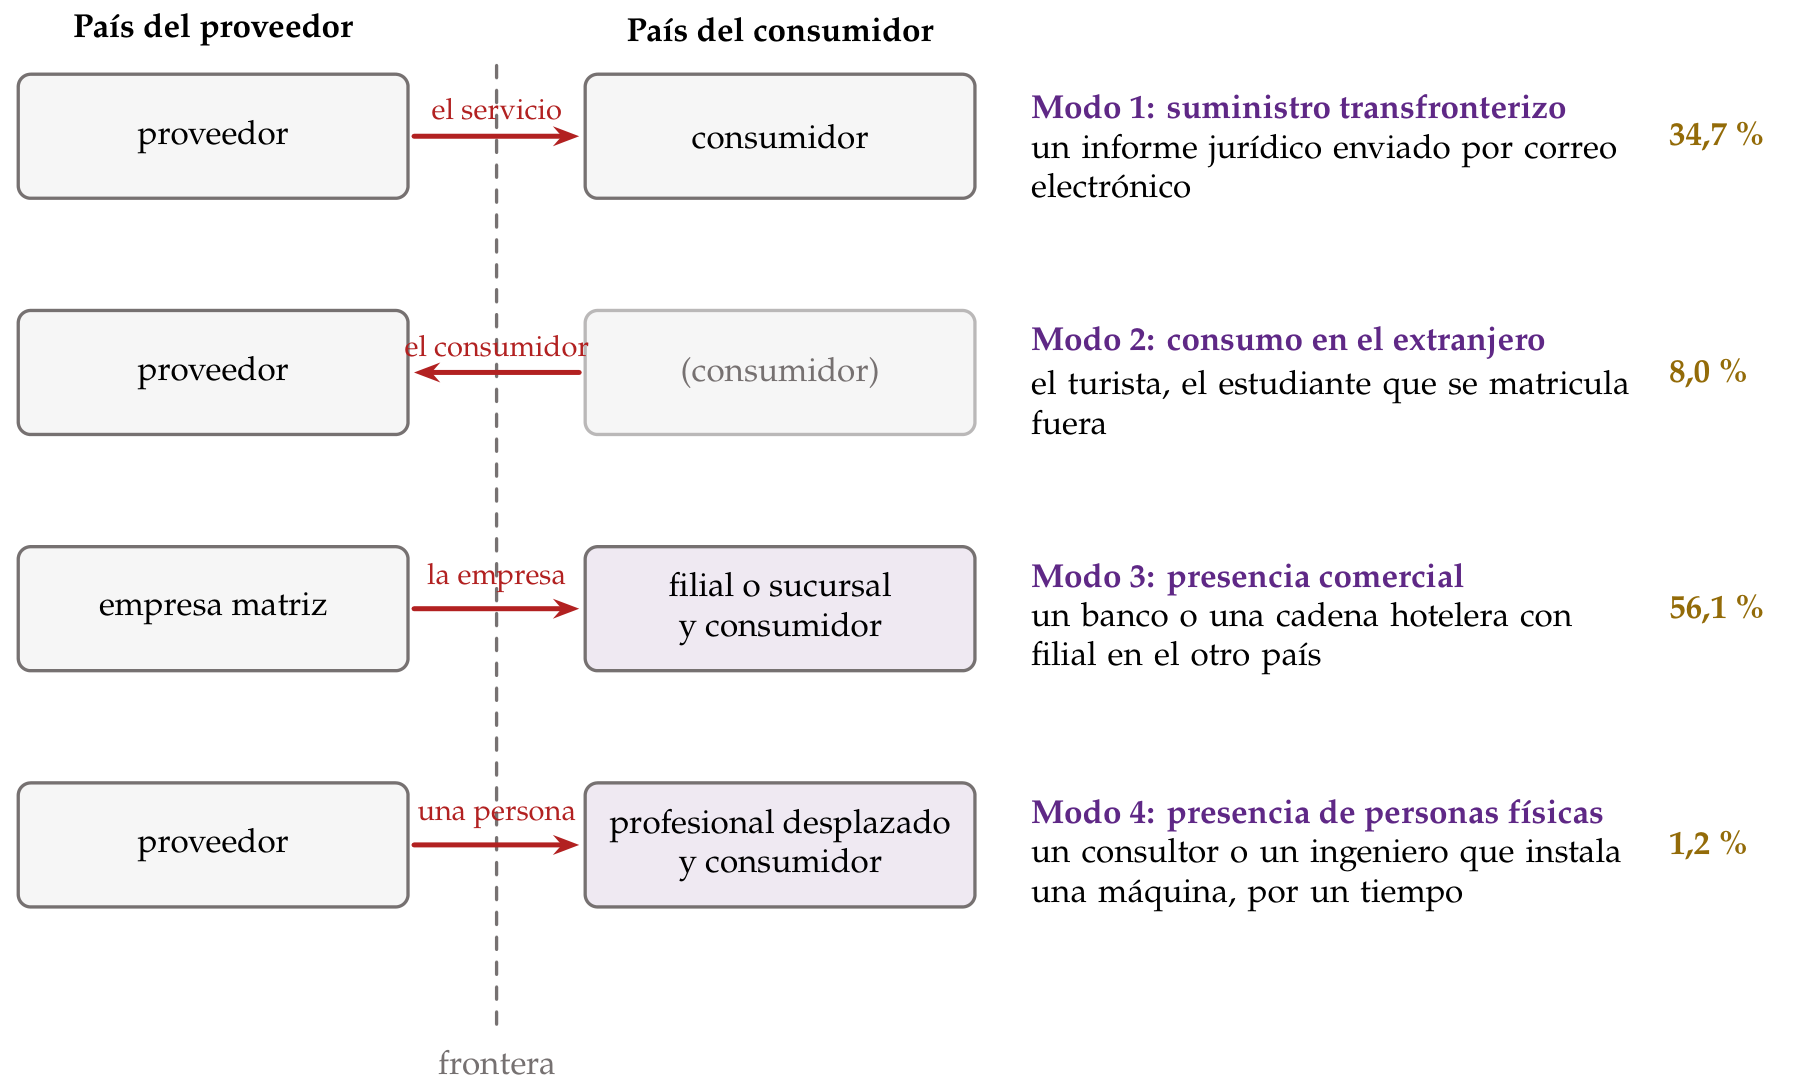 País del proveedor
País del consumidor
proveedor
el servicio
consumidor
Modo 1: suministro transfronterizo
un informe jurídico enviado por correo
electrónico
34,7 %
proveedor
el consumidor
(consumidor)
Modo 2: consumo en el extranjero
el turista, el estudiante que se matricula
fuera
8,0 %
empresa matriz
la empresa
filial o sucursal
y consumidor
Modo 3: presencia comercial
un banco o una cadena hotelera con
filial en el otro país
56,1 %
proveedor
una persona
profesional desplazado
y consumidor
Modo 4: presencia de personas físicas
un consultor o un ingeniero que instala
una máquina, por un tiempo
1,2 %
frontera